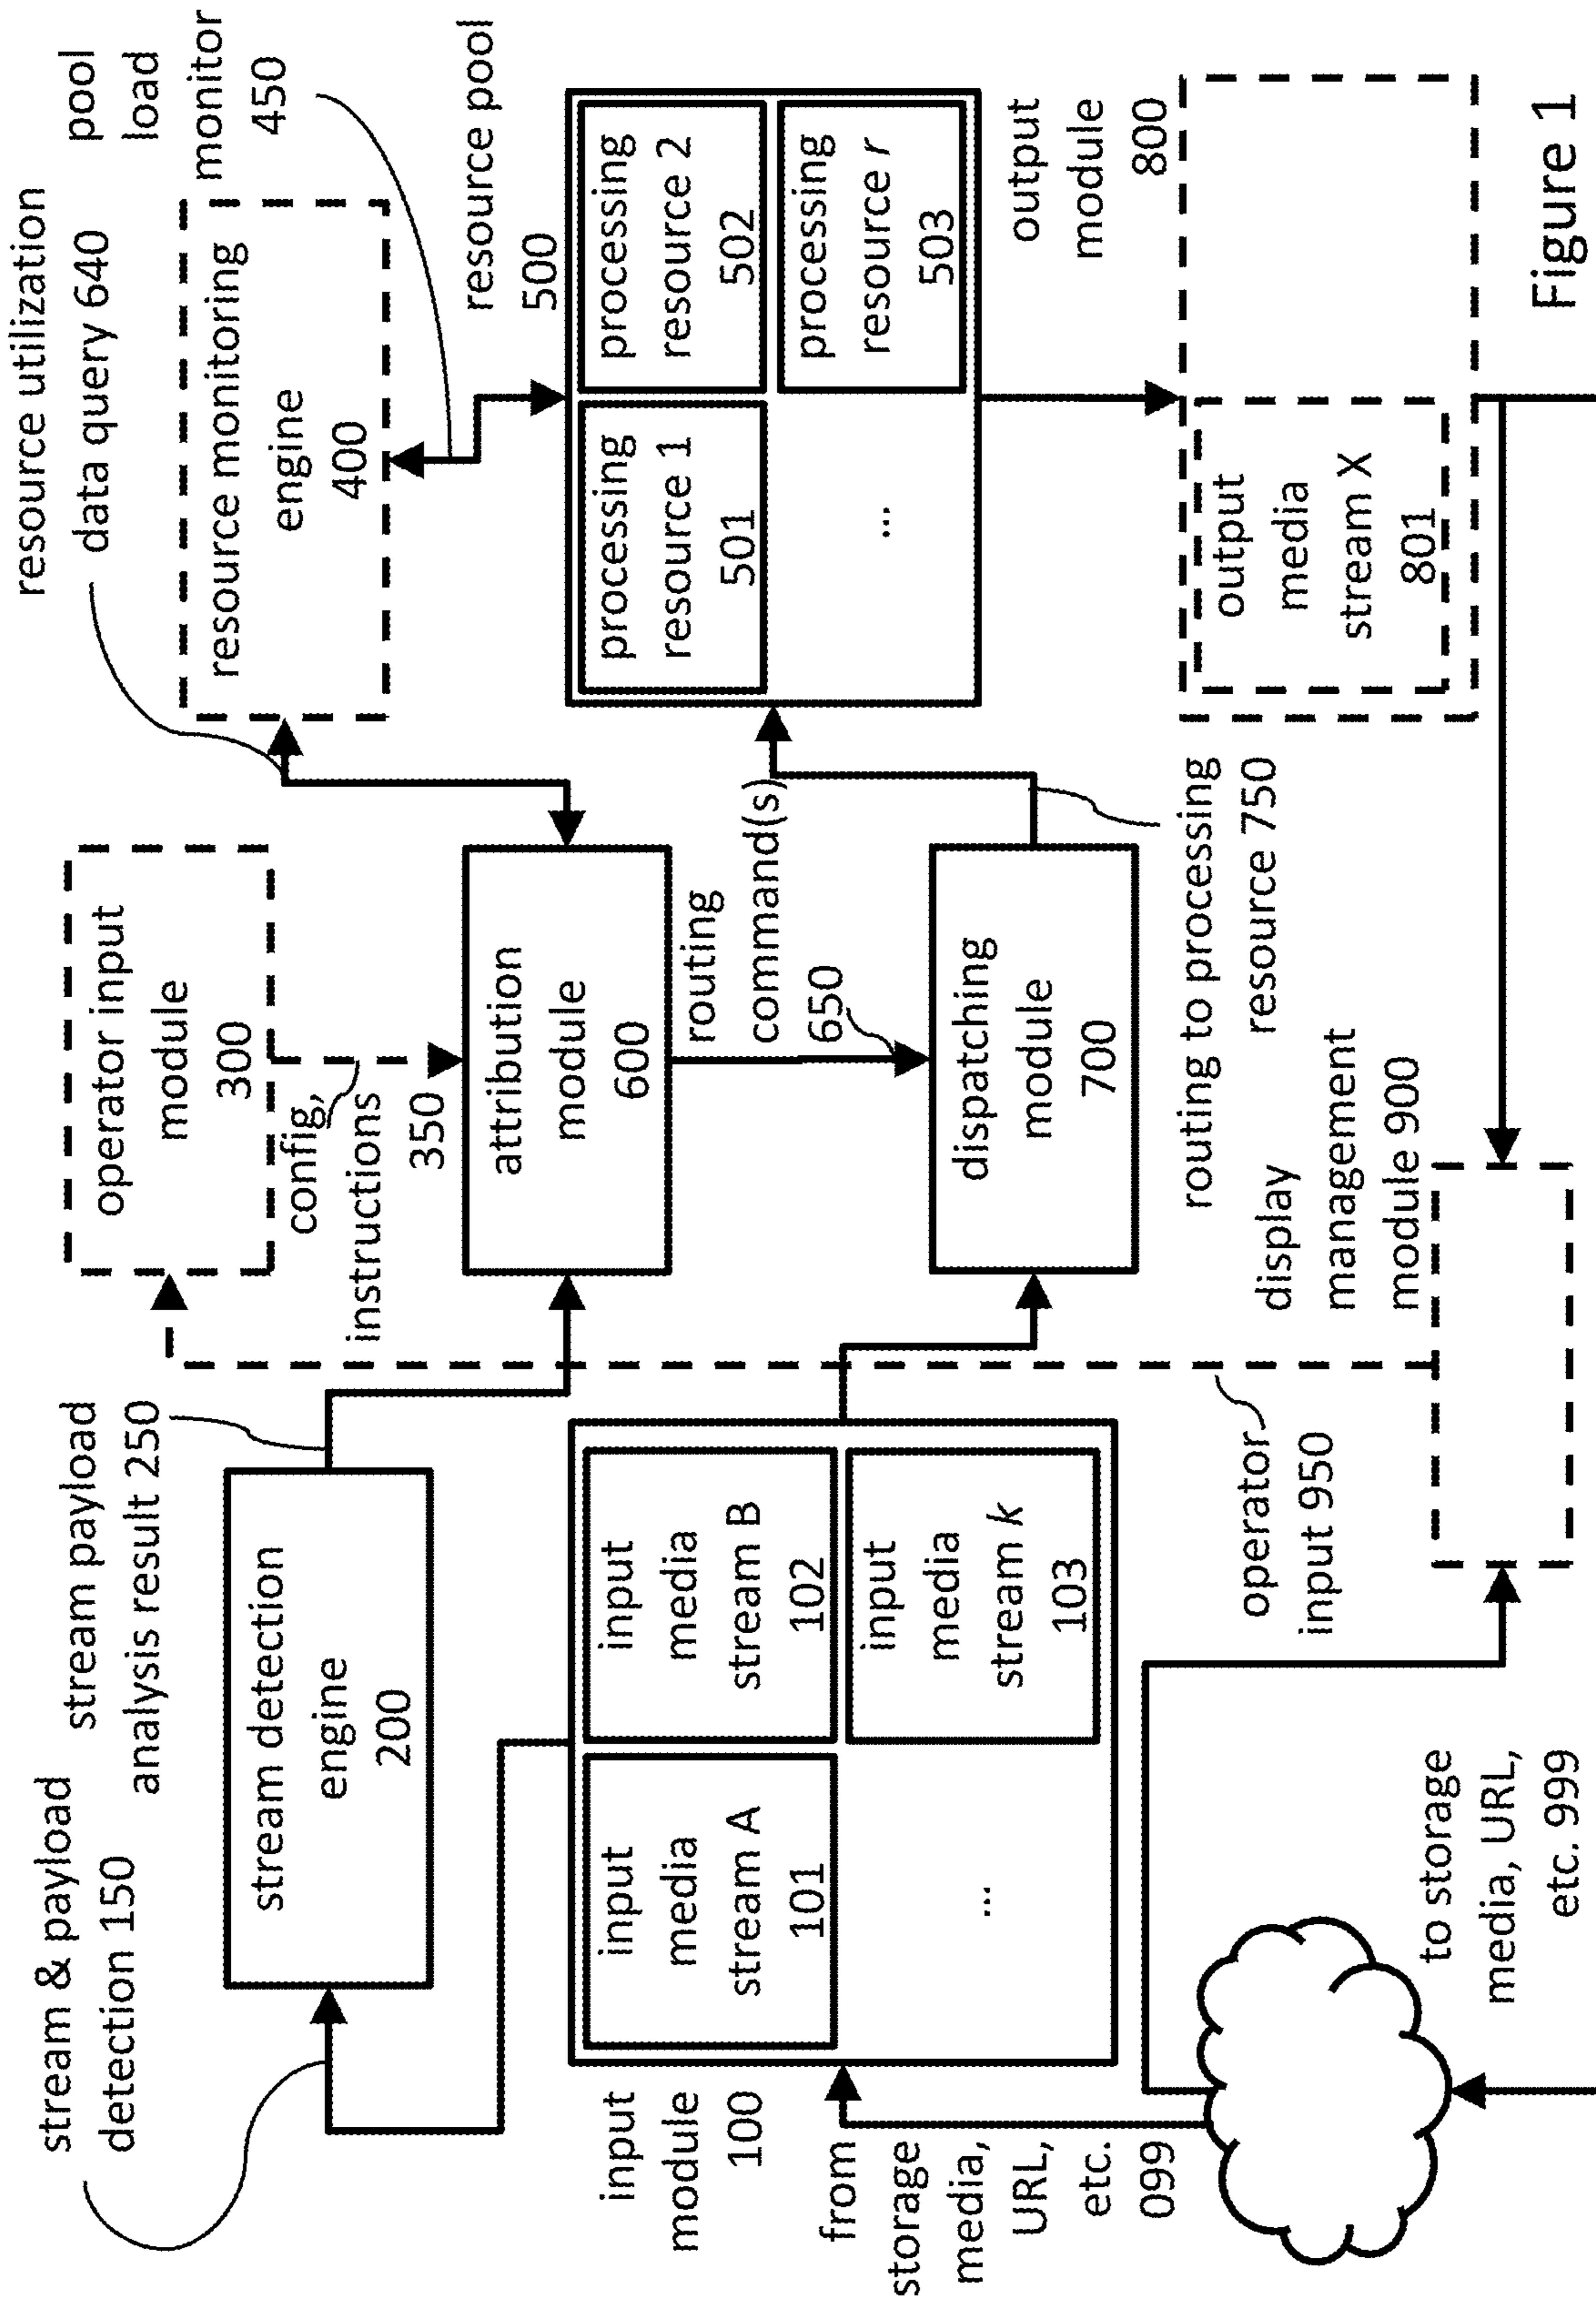 stream & payload
detection 150
stream payload
analysis result 250
stream detection
engine
200
operator input
module
300
config,
instructions
350
resource utilization
data query 640
resource monitoring
engine
400
pool
load
monitor
450
input
module
100
input
media
stream A
101
input
media
stream B
102
...
input
media
stream k
103
attribution
module
600
routing
command(s)
650
dispatching
module
700
resource pool
500
processing
resource 1
501
processing
resource 2
502
...
processing
resource r
503
from
storage
media,
URL,
etc.
099
routing to processing
resource 750
output
module
800
output
media
stream X
801
operator
input 950
display
management
module 900
to storage
media, URL,
etc. 999
Figure 1